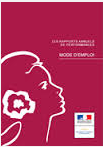 LES RAPPORTS ANNUELS
DE PERFORMANCES
MODE D'EMPLOI